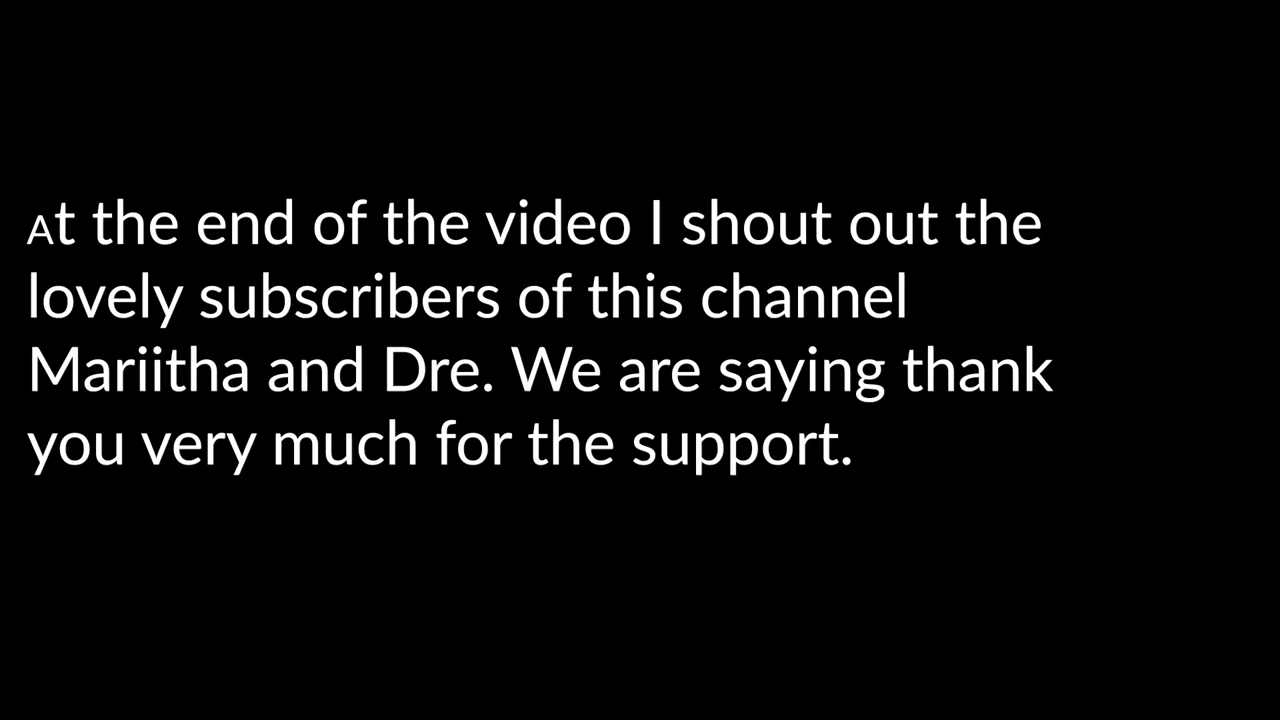 At the end of the video I shout out the
lovely subscribers of this channel
Mariitha and Dre. We are saying thank
you very much for the support.